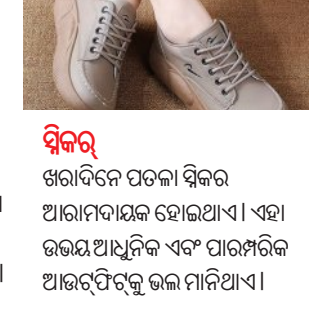 ସ୍ନିକର୍
ଖରାଦିନେ ପତଳା ସ୍ନିକର
ଆରାମଦାୟକ ହୋଇଥାଏ । ଏହା
ଉଭୟ ଆଧୁନିକ ଏବଂ ପାରମ୍ପରିକ
ଆଉଟ୍‌ଫିଟ୍‌କୁ ଭଲ ମାନିଥାଏ ।